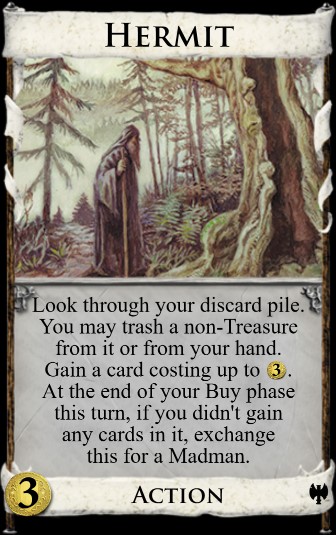 HERMIT
Look through your discard pile.
You may trash a non-Treasure
from it or from your hand.
Gain a card costing up to 3.
At the end of your Buy phase
this turn, if you didn't gain
any cards in it, exchange
this for a Madman.
3 ACTION